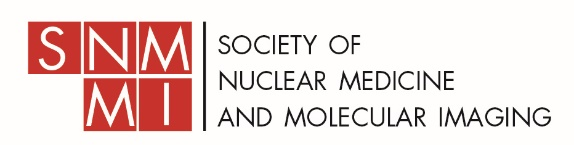 SNM
MI
SOCIETY OF
NUCLEAR MEDICINE
AND MOLECULAR IMAGING